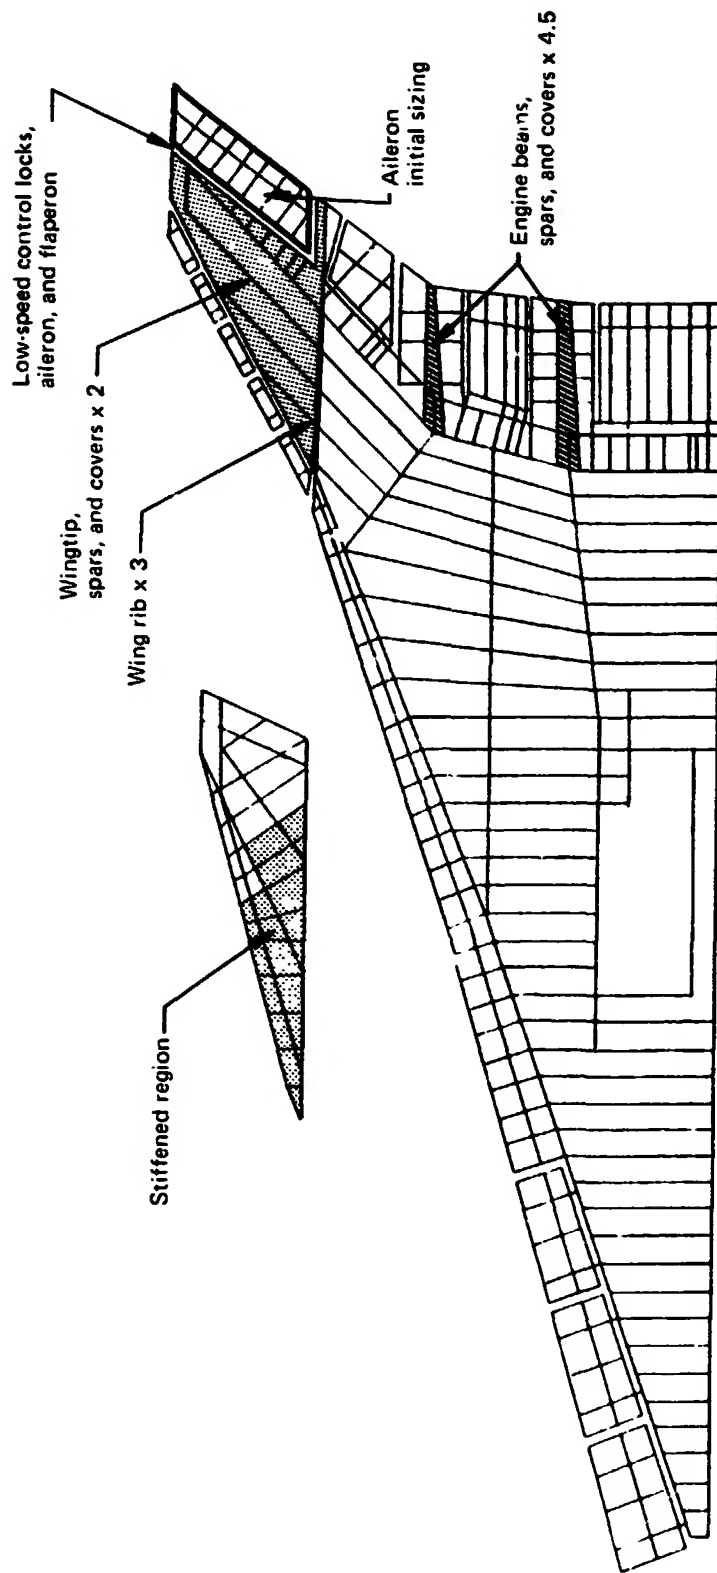 Low-speed control locks,
aileron, and flaperon
Wingtip,
spars, and covers x 2
Wing rib x 3
Stiffened region
Aileron
initial sizing
Engine beams,
spars, and covers x 4.5